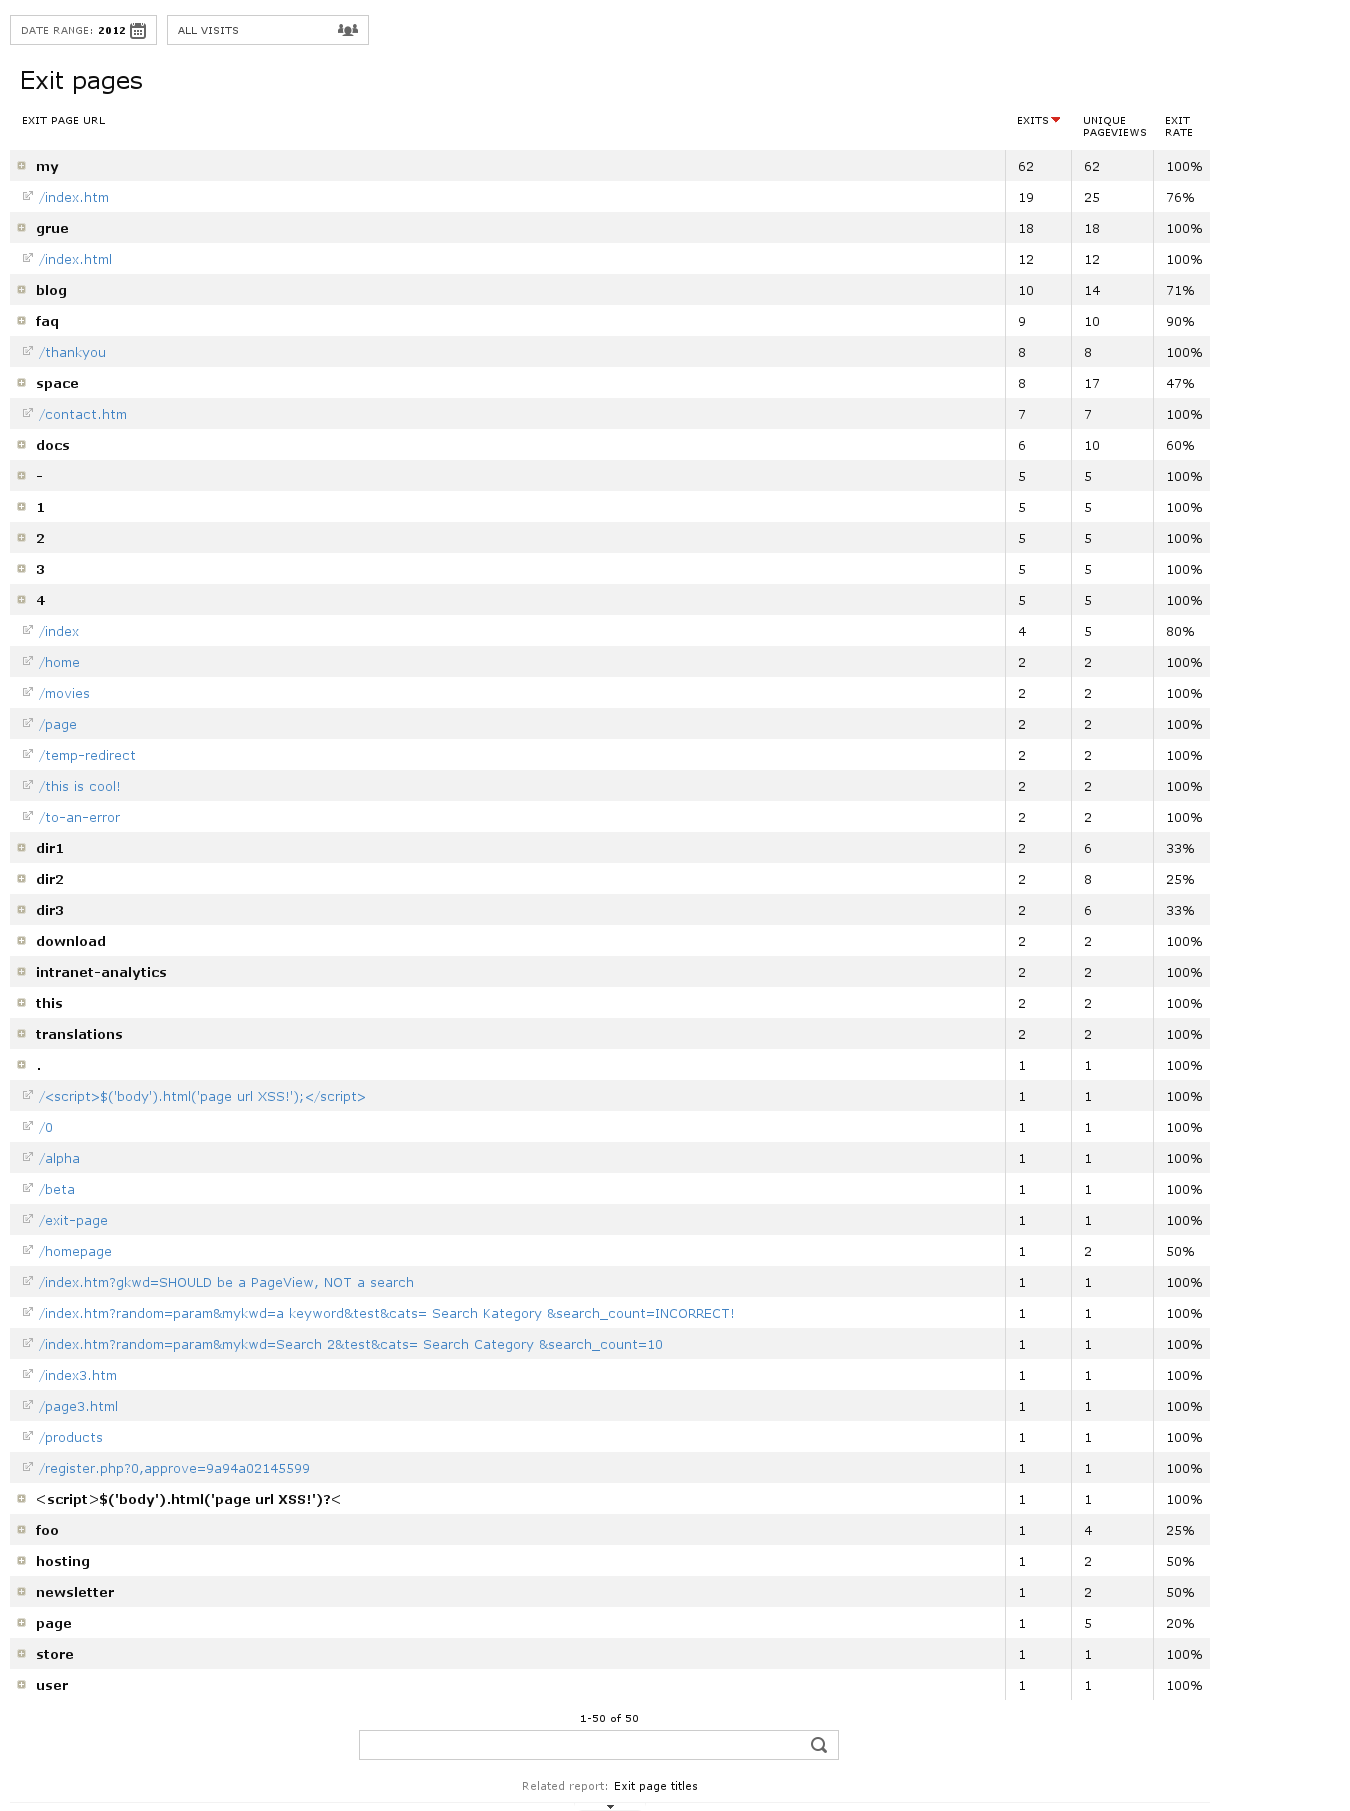 DATE RANGE: 2012 ALL VISITS
Exit pages
EXIT PAGE URL EXITS UNIQUE PAGEVIEWS EXIT RATE
my 62 62 100%
/index.htm 19 25 76%
grue 18 18 100%
/index.html 12 12 100%
blog 10 14 71%
faq 9 10 90%
/thankyou 8 8 100%
space 8 17 47%
/contact.htm 7 7 100%
docs 6 10 60%
- 5 5 100%
1 5 5 100%
2 5 5 100%
3 5 5 100%
4 5 5 100%
/index 4 5 80%
/home 2 2 100%
/movies 2 2 100%
/page 2 2 100%
/temp-redirect 2 2 100%
/this is cool! 2 2 100%
/to-an-error 2 2 100%
dir1 2 6 33%
dir2 2 8 25%
dir3 2 6 33%
download 2 2 100%
intranet-analytics 2 2 100%
this 2 2 100%
translations 2 2 100%
. 1 1 100%
/<script>$('body').html('page url XSS!');</script> 1 1 100%
/0 1 1 100%
/alpha 1 1 100%
/beta 1 1 100%
/exit-page 1 1 100%
/homepage 1 2 50%
/index.htm?gkwd=SHOULD be a PageView, NOT a search 1 1 100%
/index.htm?random=param&mykwd=a keyword&test&cats= Search Kategory &search_count=INCORRECT! 1 1 100%
/index.htm?random=param&mykwd=Search 2&test&cats= Search Category &search_count=10 1 1 100%
/index3.htm 1 1 100%
/page3.html 1 1 100%
/products 1 1 100%
/register.php?0,approve=9a94a02145599 1 1 100%
<script>$('body').html('page url XSS!')?< 1 1 100%
foo 1 4 25%
hosting 1 2 50%
newsletter 1 2 50%
page 1 5 20%
store 1 1 100%
user 1 1 100%
1-50 of 50
Related report: Exit page titles